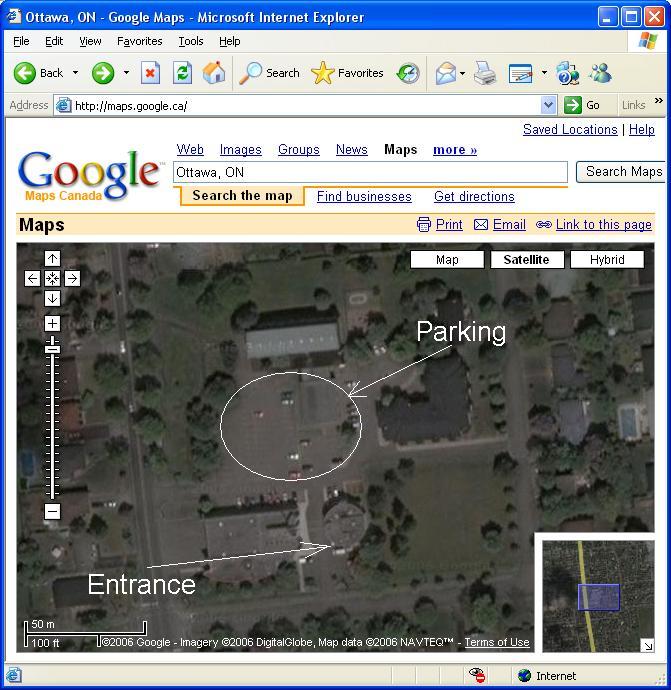 Ottawa, ON - Google Maps - Microsoft Internet Explorer
File Edit View Favorites Tools Help
Back Search Favorites
Address http://maps.google.ca/ Go Links »
Saved Locations | Help
Web Images Groups News Maps more »
Google™
Maps Canada
Ottawa, ON Search Maps
Search the map Find businesses Get directions
Maps Print Email Link to this page
Map Satellite Hybrid
Parking
Entrance
50 m
100 ft
©2006 Google - Imagery ©2006 DigitalGlobe, Map data ©2006 NAVTEQ™ - Terms of Use
Internet